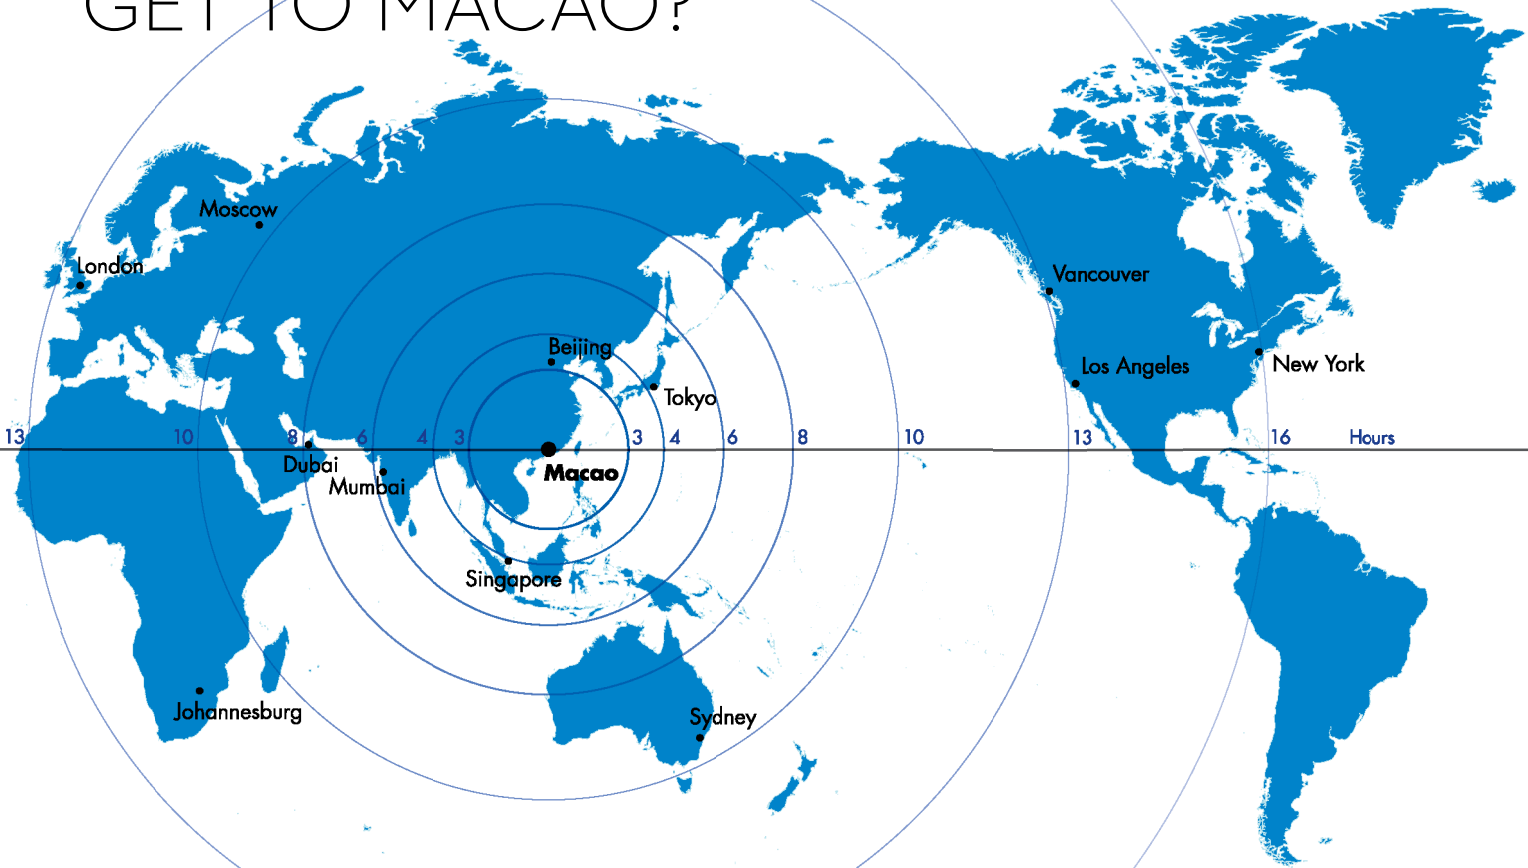 GET TO MACAO?
Moscow
London
Vancouver
Beijing
Los Angeles
New York
Tokyo
13 10 8 6 4 3 3 4 6 8 10 13 16 Hours
Dubai
Macao
Mumbai
Singapore
Johannesburg
Sydney